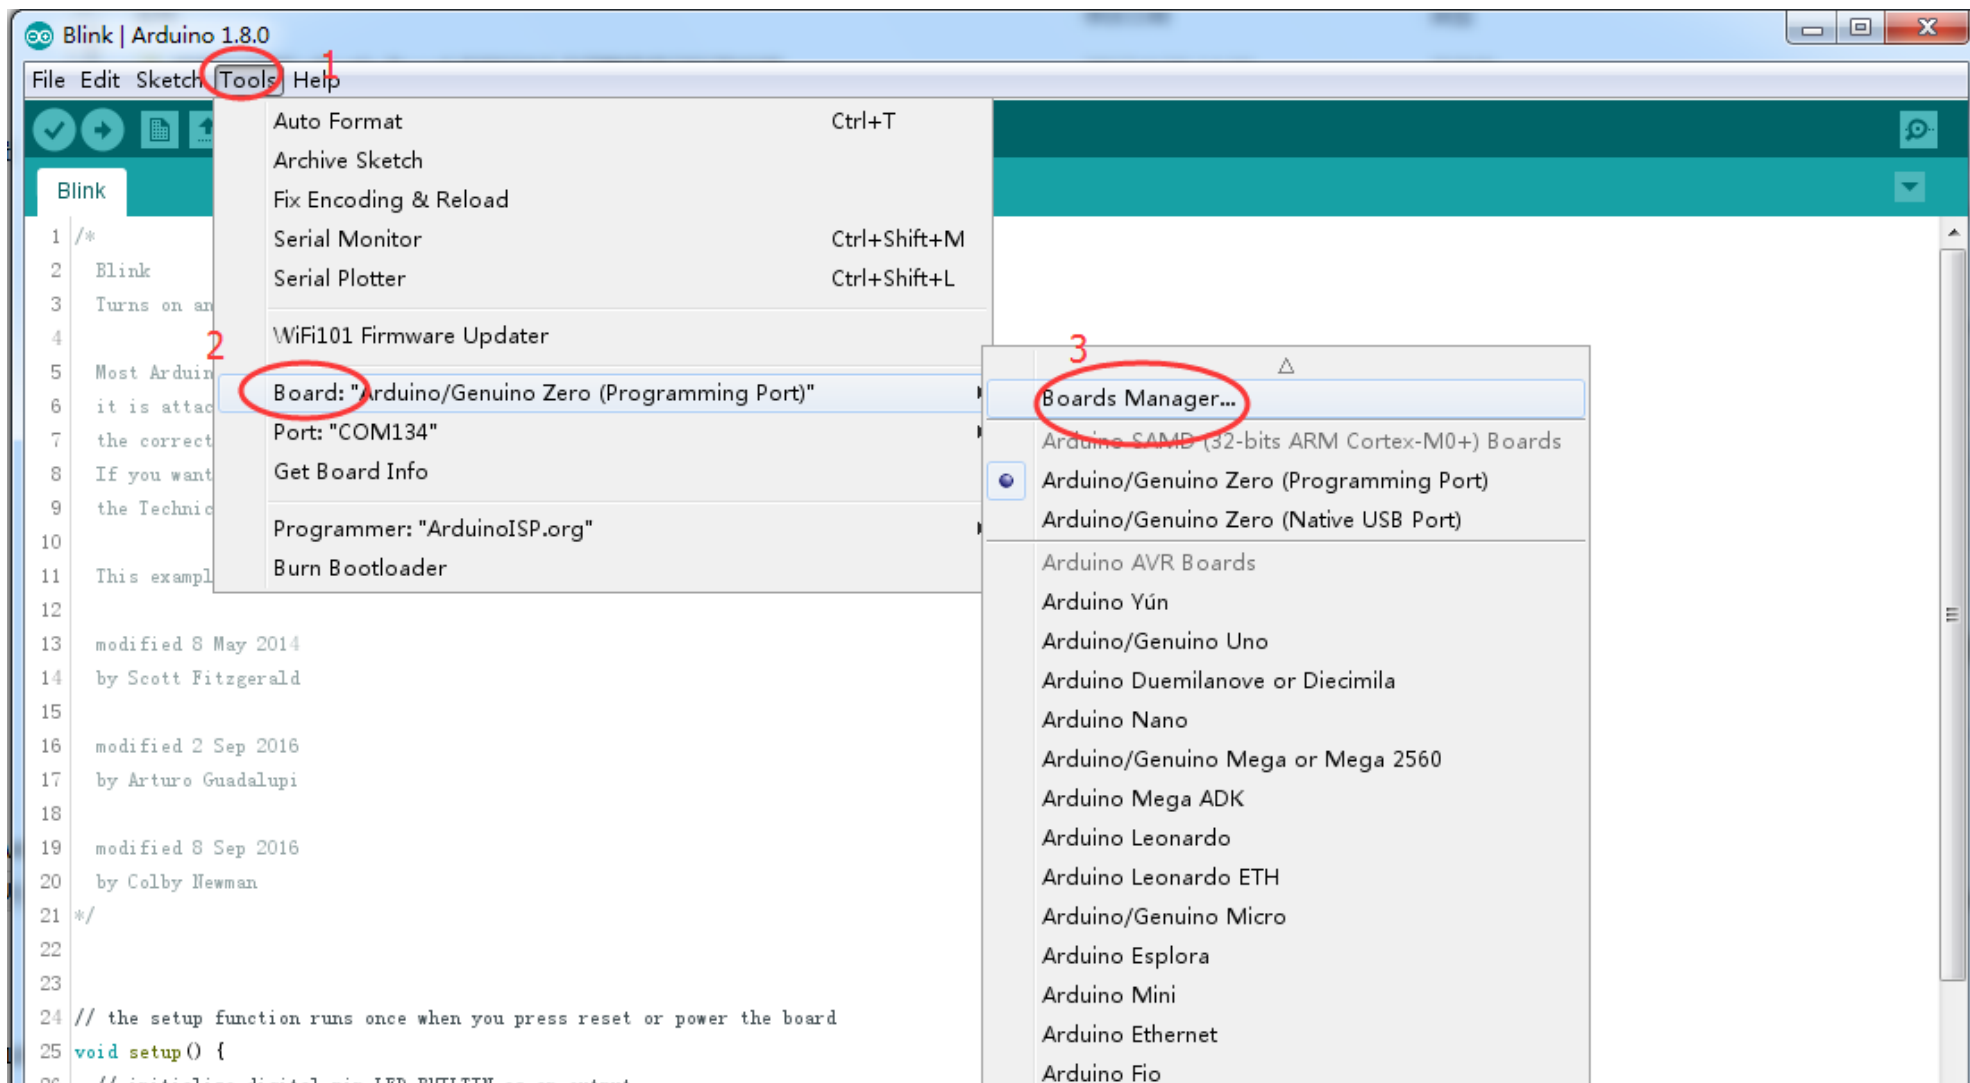 Blink | Arduino 1.8.0
1
File Edit Sketch Tools Help
Auto Format Ctrl+T
Archive Sketch
Fix Encoding & Reload
Serial Monitor Ctrl+Shift+M
Serial Plotter Ctrl+Shift+L
WiFi101 Firmware Updater
2
Board: "Arduino/Genuino Zero (Programming Port)"
Port: "COM134"
Get Board Info
Programmer: "ArduinoISP.org"
Burn Bootloader
3
Boards Manager...
Arduino SAMD (32-bits ARM Cortex-M0+) Boards
Arduino/Genuino Zero (Programming Port)
Arduino/Genuino Zero (Native USB Port)
Arduino AVR Boards
Arduino Yún
Arduino/Genuino Uno
Arduino Duemilanove or Diecimila
Arduino Nano
Arduino/Genuino Mega or Mega 2560
Arduino Mega ADK
Arduino Leonardo
Arduino Leonardo ETH
Arduino/Genuino Micro
Arduino Esplora
Arduino Mini
Arduino Ethernet
Arduino Fio
Blink
1 /*
2 Blink
3 Turns on an
4
5 Most Arduin
6 it is attac
7 the correct
8 If you want
9 the Technic
10
11 This exampl
12
13 modified 8 May 2014
14 by Scott Fitzgerald
15
16 modified 2 Sep 2016
17 by Arturo Guadalupi
18
19 modified 8 Sep 2016
20 by Colby Newman
21 */
22
23
24 // the setup function runs once when you press reset or power the board
25 void setup() {